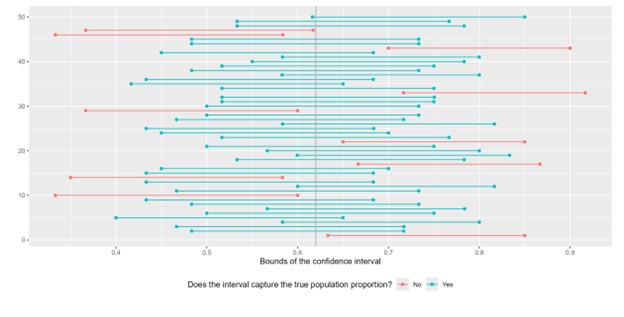 50
40
30
20
10
0
0.4 0.5 0.6 0.7 0.8 0.9
Bounds of the confidence interval
Does the interval capture the true population proportion? No Yes